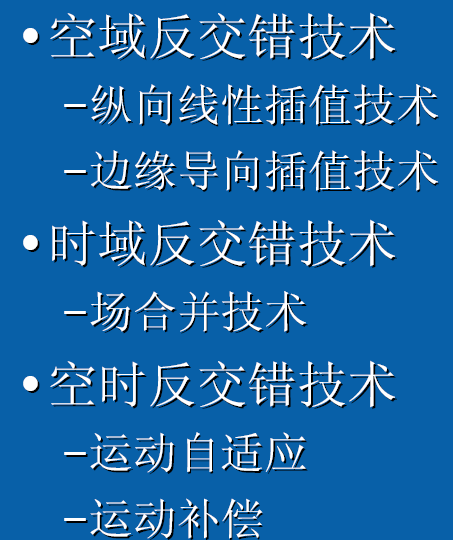 •空域反交错技术
–纵向线性插值技术
–边缘导向插值技术
•时域反交错技术
–场合并技术
•空时反交错技术
–运动自适应
–运动补偿